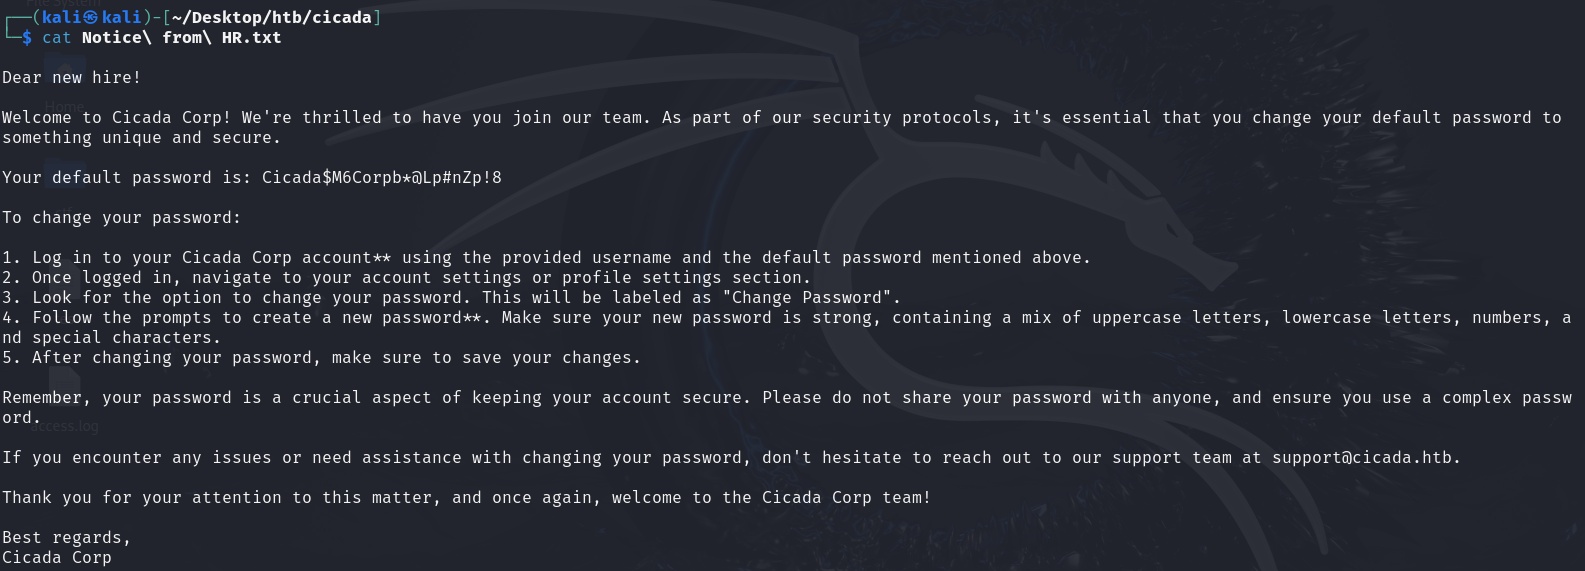 File System
┌──(kali㉿kali)-[~/Desktop/htb/cicada]
└─$ cat Notice\ from\ HR.txt
Dear new hire!
Home
Welcome to Cicada Corp! We're thrilled to have you join our team. As part of our security protocols, it's essential that you change your default password to
something unique and secure.
Your default password is: Cicada$M6Corpb*@Lp#nZp!8
To change your password:
1. Log in to your Cicada Corp account** using the provided username and the default password mentioned above.
2. Once logged in, navigate to your account settings or profile settings section.
3. Look for the option to change your password. This will be labeled as "Change Password".
4. Follow the prompts to create a new password**. Make sure your new password is strong, containing a mix of uppercase letters, lowercase letters, numbers, a
nd special characters.
5. After changing your password, make sure to save your changes.
Remember, your password is a crucial aspect of keeping your account secure. Please do not share your password with anyone, and ensure you use a complex passw
ord.
access.log
If you encounter any issues or need assistance with changing your password, don't hesitate to reach out to our support team at support@cicada.htb.
Thank you for your attention to this matter, and once again, welcome to the Cicada Corp team!
Best regards,
Cicada Corp